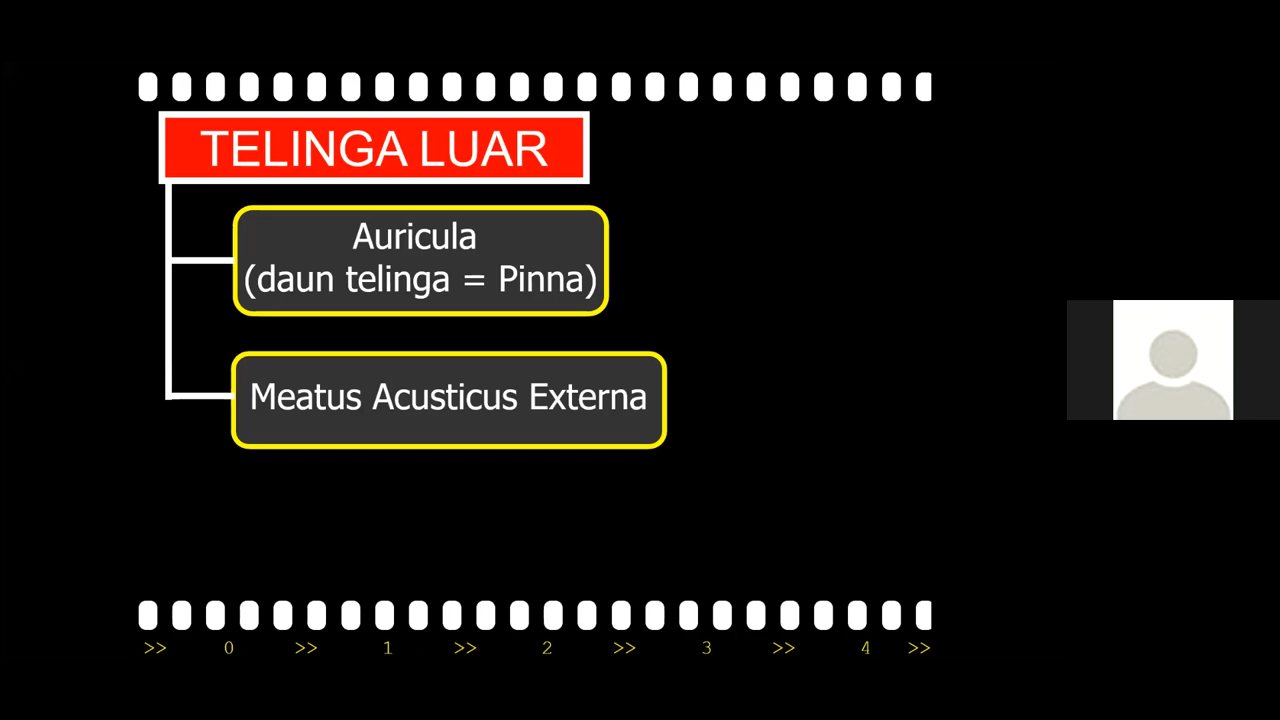 TELINGA LUAR
Auricula
(daun telinga = Pinna)
Meatus Acusticus Externa
>> 0 >> 1 >> 2 >> 3 >> 4 >>